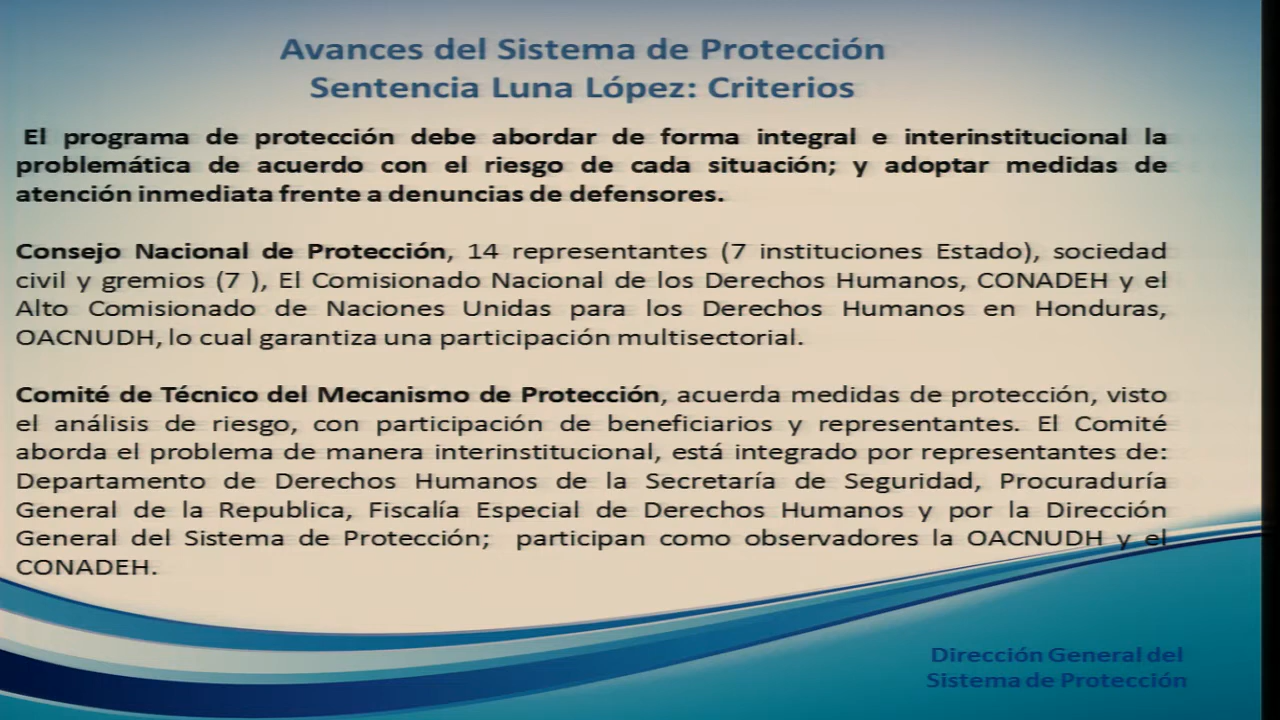 Avances del Sistema de Protección
Sentencia Luna López: Criterios
El programa de protección debe abordar de forma integral e interinstitucional la
problemática de acuerdo con el riesgo de cada situación; y adoptar medidas de
atención inmediata frente a denuncias de defensores.
Consejo Nacional de Protección, 14 representantes (7 instituciones Estado), sociedad
civil y gremios (7 ), El Comisionado Nacional de los Derechos Humanos, CONADEH y el
Alto Comisionado de Naciones Unidas para los Derechos Humanos en Honduras,
OACNUDH, lo cual garantiza una participación multisectorial.
Comité de Técnico del Mecanismo de Protección, acuerda medidas de protección, visto
el análisis de riesgo, con participación de beneficiarios y representantes. El Comité
aborda el problema de manera interinstitucional, está integrado por representantes de:
Departamento de Derechos Humanos de la Secretaría de Seguridad, Procuraduría
General de la Republica, Fiscalía Especial de Derechos Humanos y por la Dirección
General del Sistema de Protección; participan como observadores la OACNUDH y el
CONADEH.
Dirección General del
Sistema de Protección